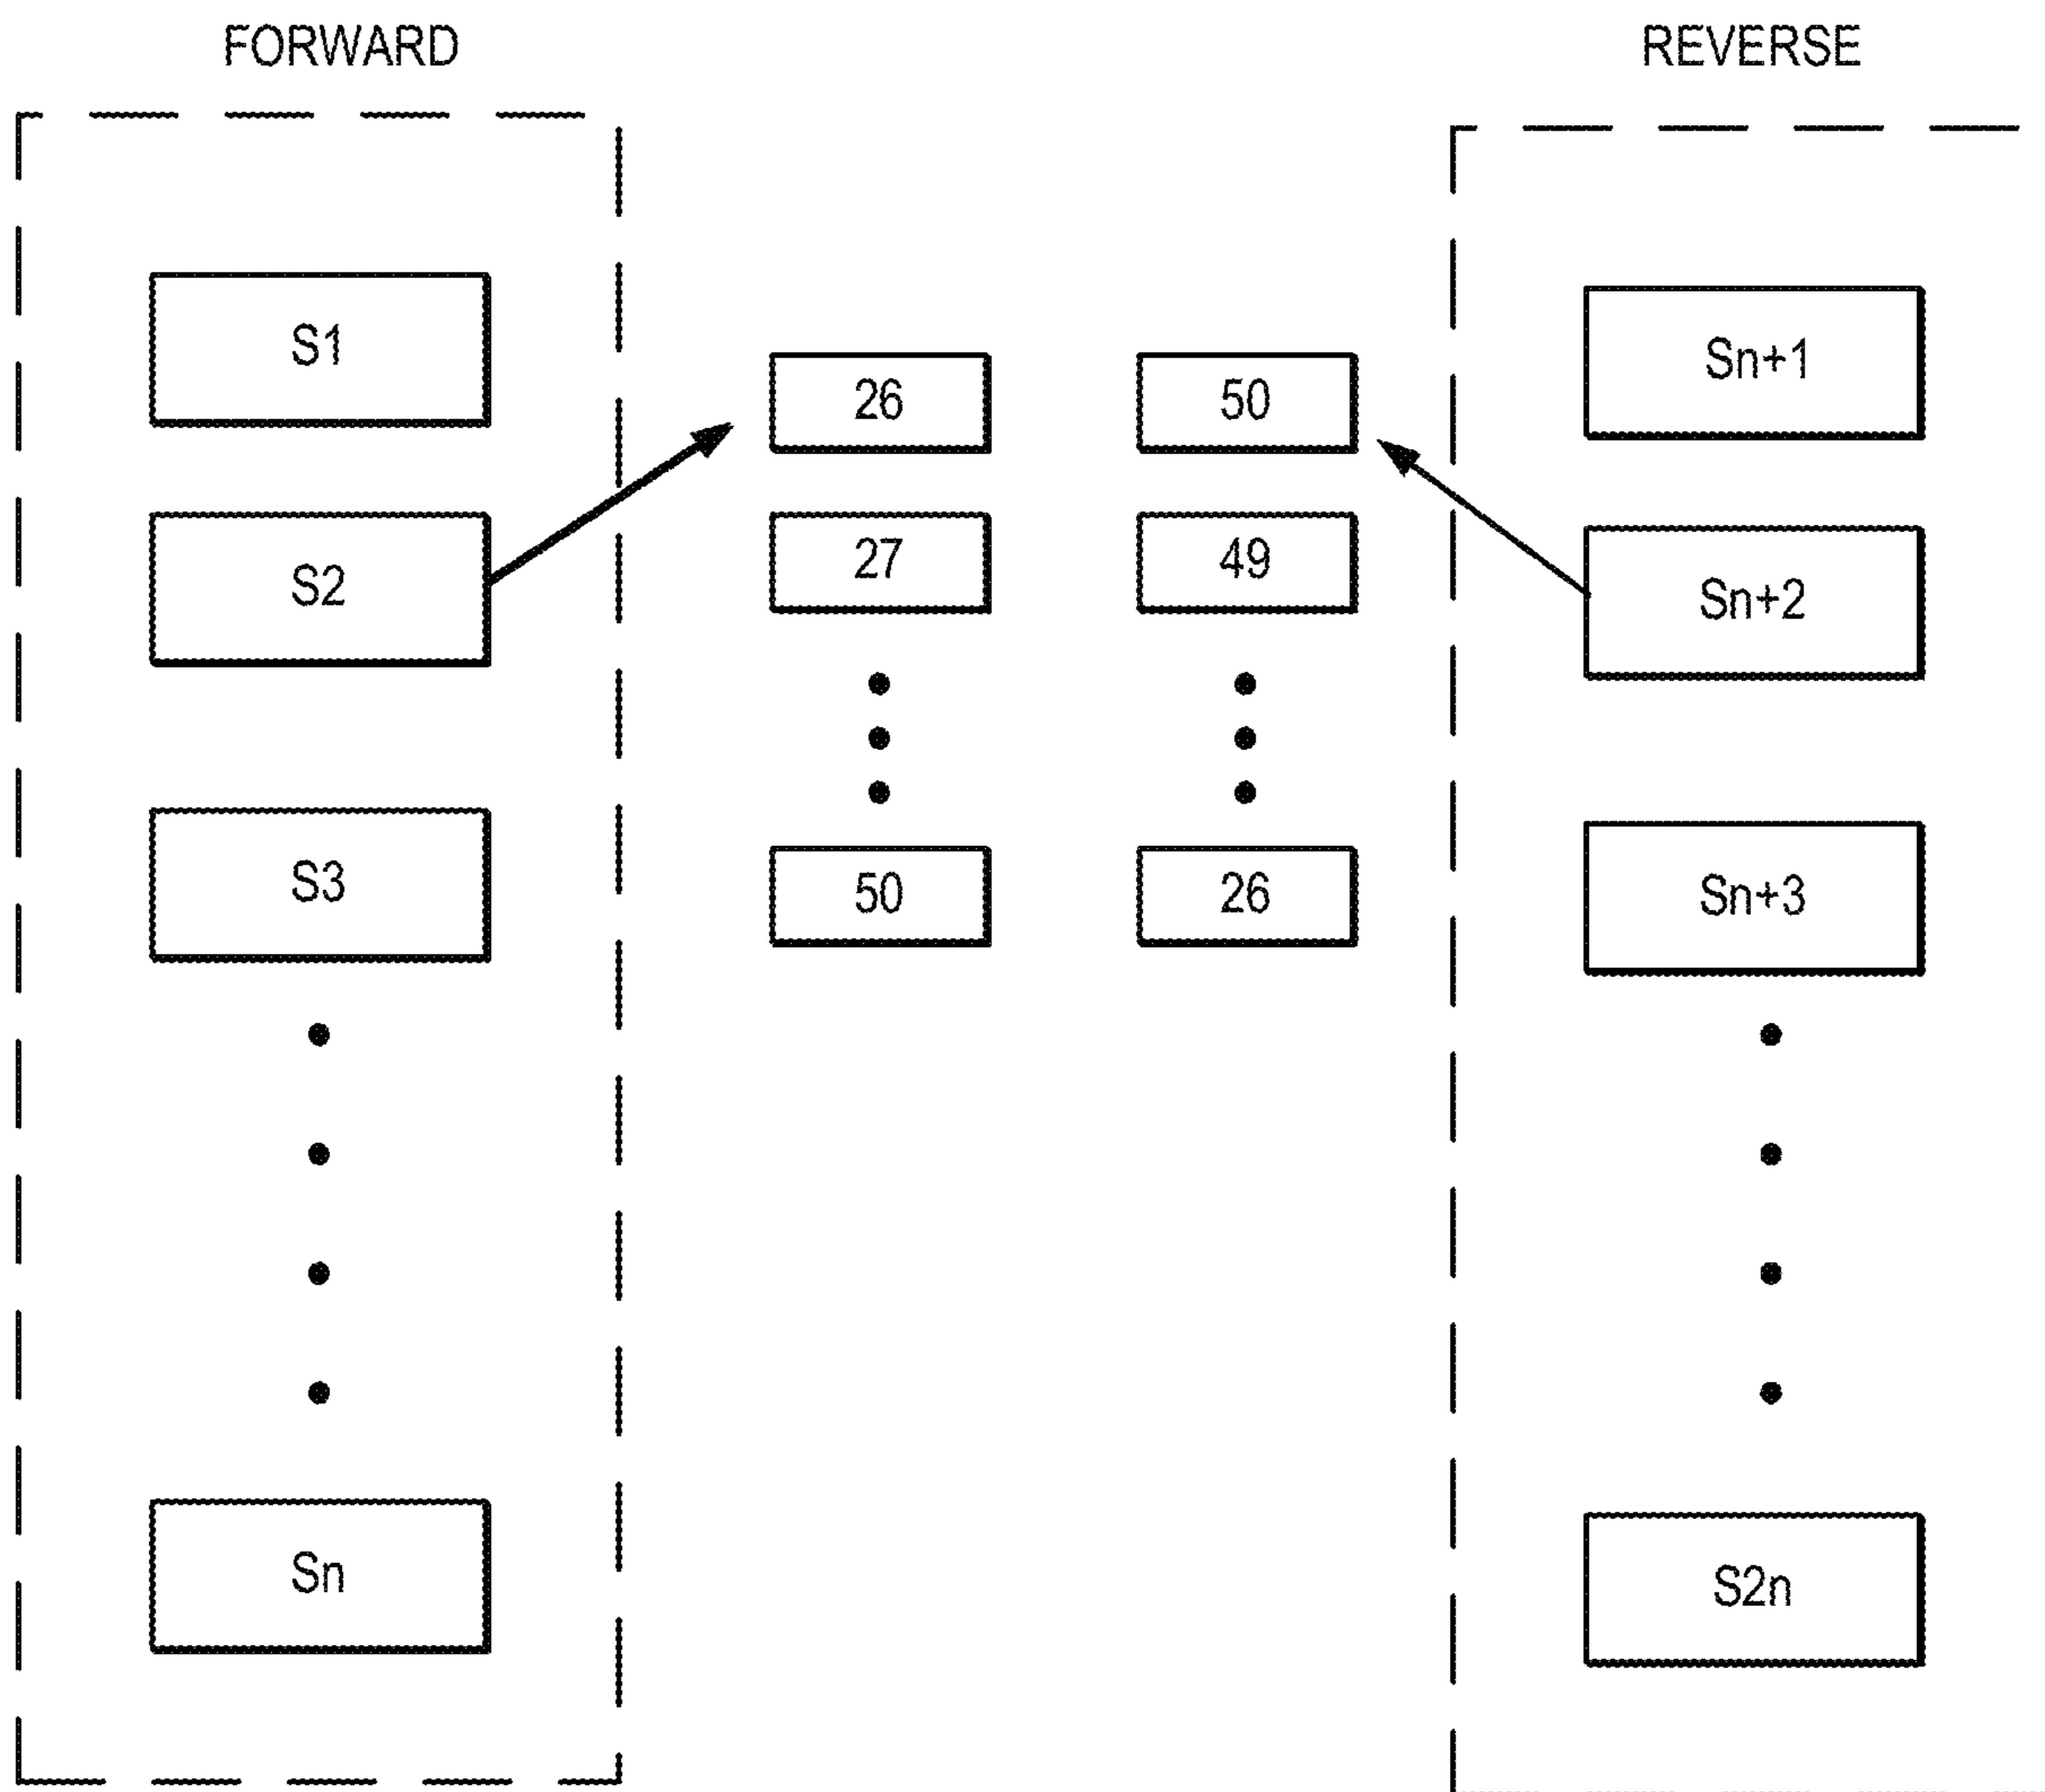 FORWARD
REVERSE
S1
S2
S3
Sn
26
27
50
50
49
26
Sn+1
Sn+2
Sn+3
S2n